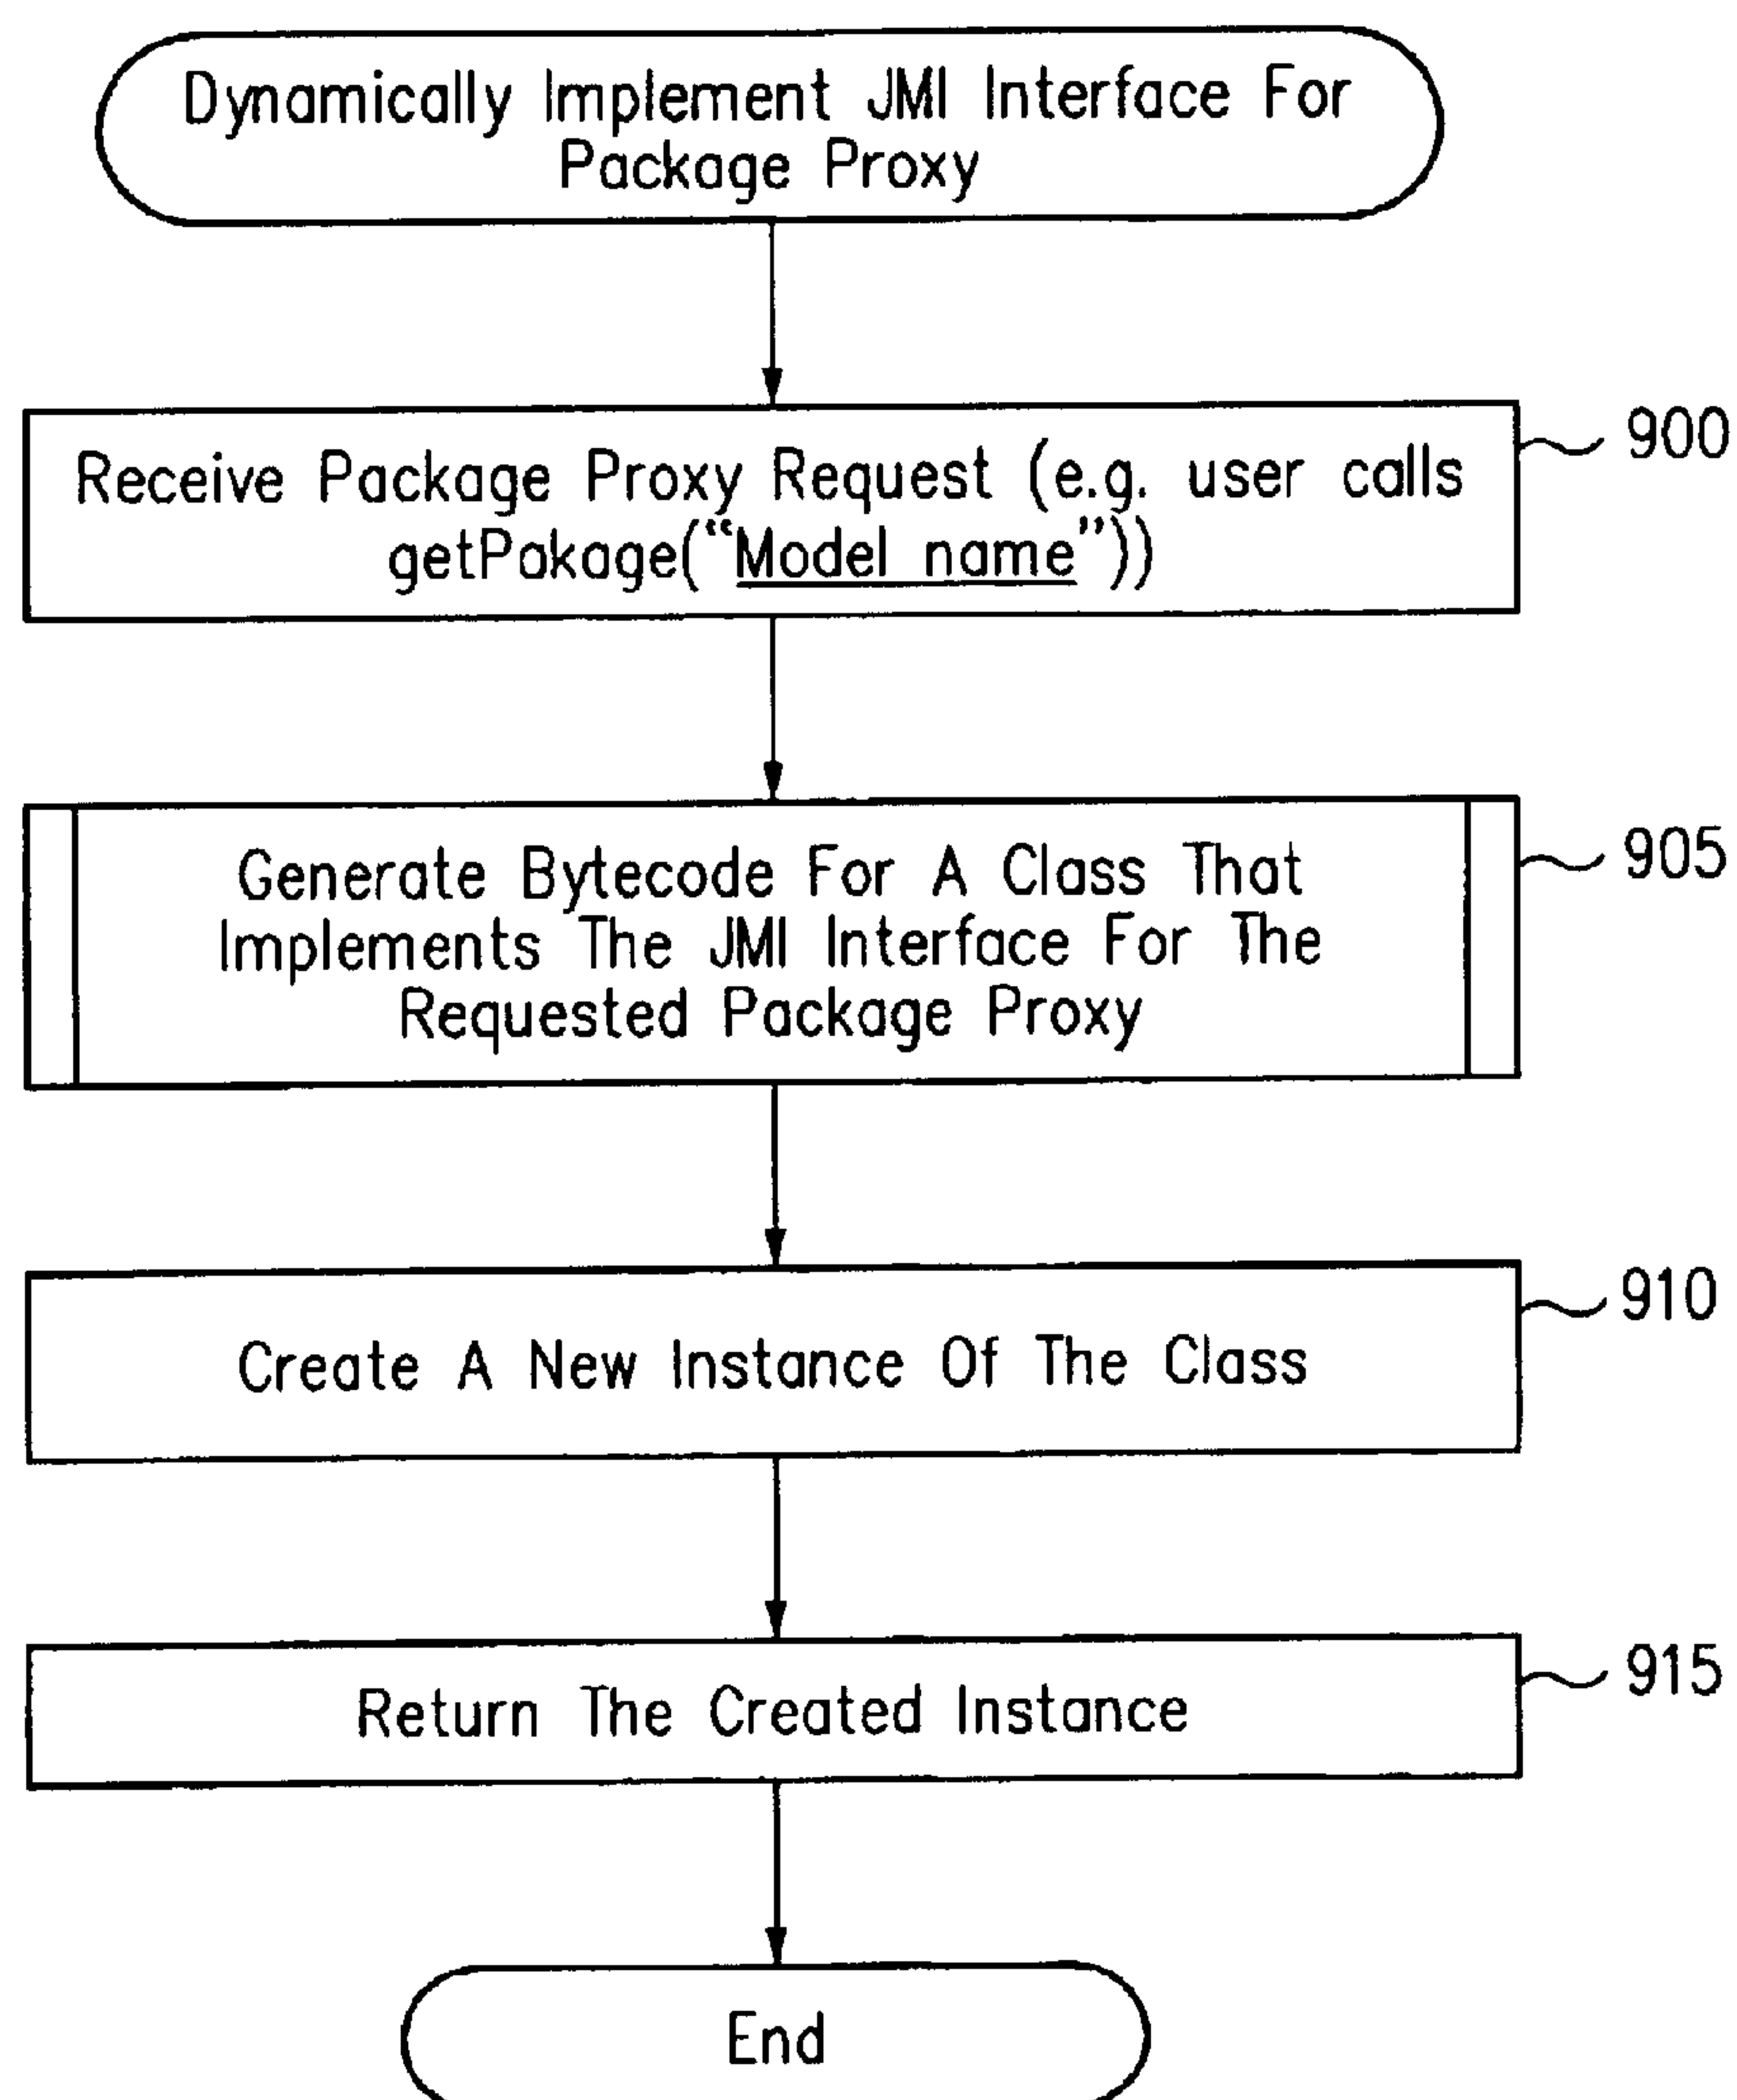 Dynamically Implement JMI Interface For
Package Proxy
Receive Package Proxy Request (e.g. user calls
getPakage(“Model name”))
900
Generate Bytecode For A Class That
Implements The JMI Interface For The
Requested Package Proxy
905
Create A New Instance Of The Class
910
Return The Created Instance
915
End